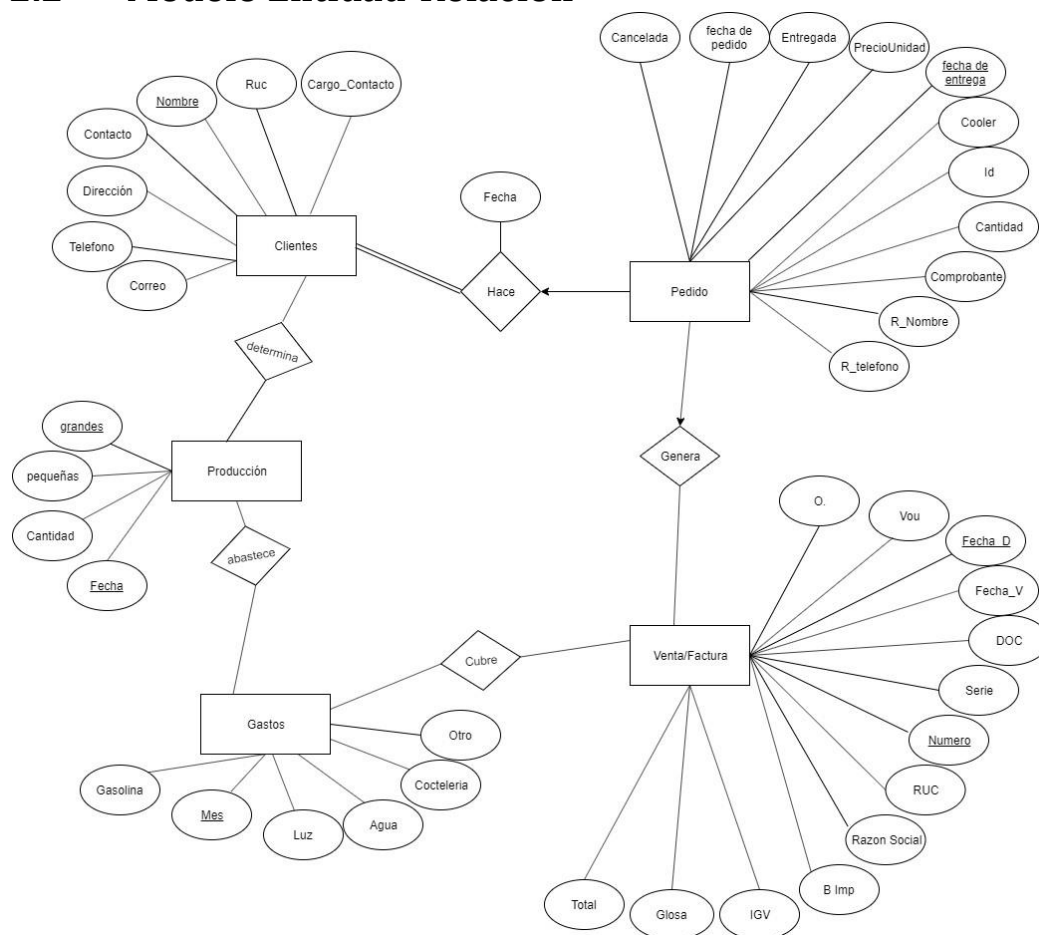 Modelo Entidad-Relación
Cancelada
fecha de
pedido
Entregada
PrecioUnidad
fecha de
entrega
Cooler
Id
Cantidad
Comprobante
R_Nombre
R_telefono
Pedido
Nombre
Ruc
Cargo_Contacto
Contacto
Dirección
Telefono
Correo
Clientes
Fecha
Hace
determina
grandes
pequeñas
Cantidad
Fecha
Producción
abastece
Genera
O.
Vou
Fecha_D
Fecha_V
DOC
Serie
Numero
RUC
Razon Social
B Imp
IGV
Glosa
Total
Venta/Factura
Cubre
Gastos
Otro
Cocteleria
Agua
Luz
Mes
Gasolina